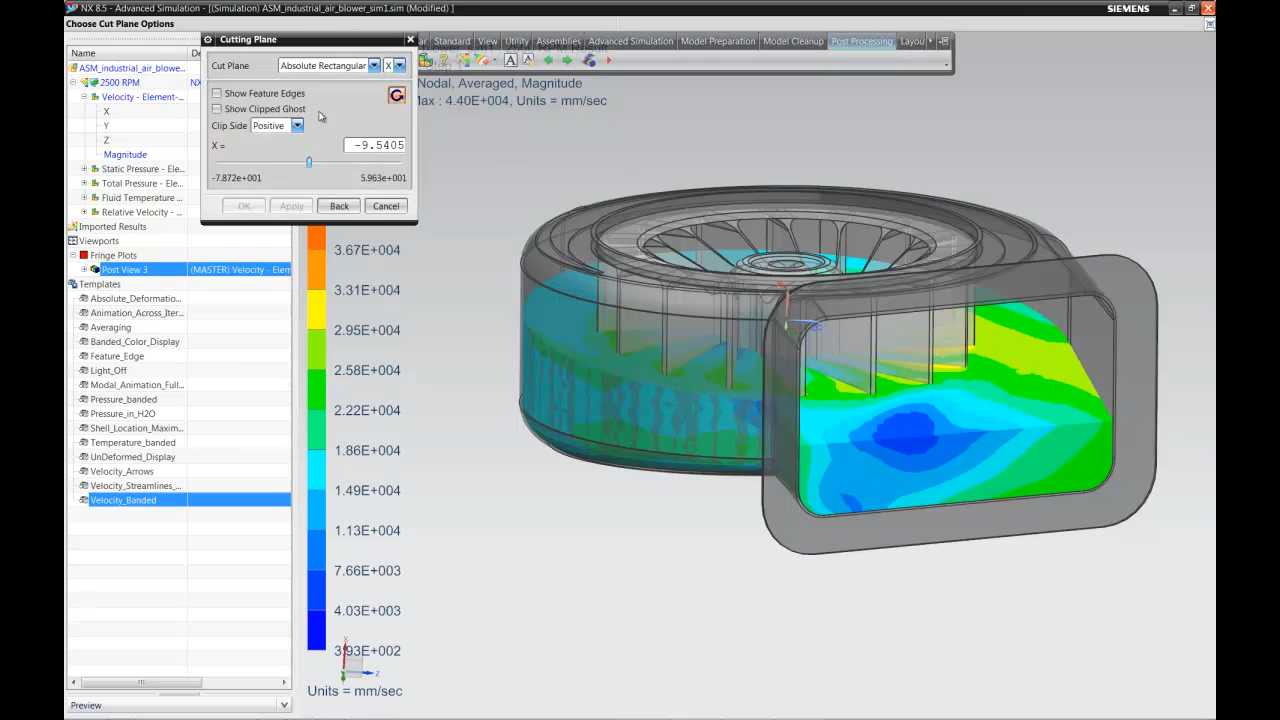 NX 8.5 - Advanced Simulation - [(Simulation) ASM_industrial_air_blower_sim1.sim (Modified) ]
SIEMENS
Choose Cut Plane Options
Name
ASM_industrial_air_blowe...
2500 RPM
NX
Velocity - Element-...
X
Y
Z
Magnitude
Static Pressure - Ele...
Total Pressure - Ele...
Fluid Temperature ...
Relative Velocity - ...
Imported Results
Viewports
Fringe Plots
Post View 3
(MASTER) Velocity - Elem
Templates
Absolute_Deformatio...
Animation_Across_Iter...
Averaging
Banded_Color_Display
Feature_Edge
Light_Off
Modal_Animation_Full...
Pressure_banded
Pressure_in_H2O
Shell_Location_Maxim...
Temperature_banded
UnDeformed_Display
Velocity_Arrows
Velocity_Streamlines_...
Velocity_Banded
Preview
Cutting Plane
Cut Plane
Absolute Rectangular
X
Show Feature Edges
Show Clipped Ghost
Clip Side
Positive
X =
-9.5405
-7.872e+001
5.963e+001
OK
Apply
Back
Cancel
Standard
View
Utility
Assemblies
Advanced Simulation
Model Preparation
Model Cleanup
Post Processing
Layou
RPM Result
Nodal, Averaged, Magnitude
Max : 4.40E+004, Units = mm/sec
3.67E+004
3.31E+004
2.95E+004
2.58E+004
2.22E+004
1.86E+004
1.49E+004
1.13E+004
7.66E+003
4.03E+003
3.93E+002
X
Z
Units = mm/sec